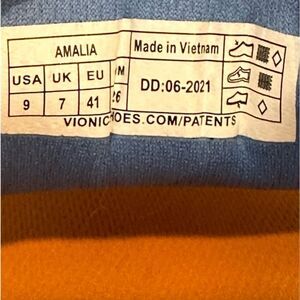 AMALIA
Made in Vietnam
USA UK EU
9 7 41 26
DD:06-2021
VIONIC OES.COM/PATENTS